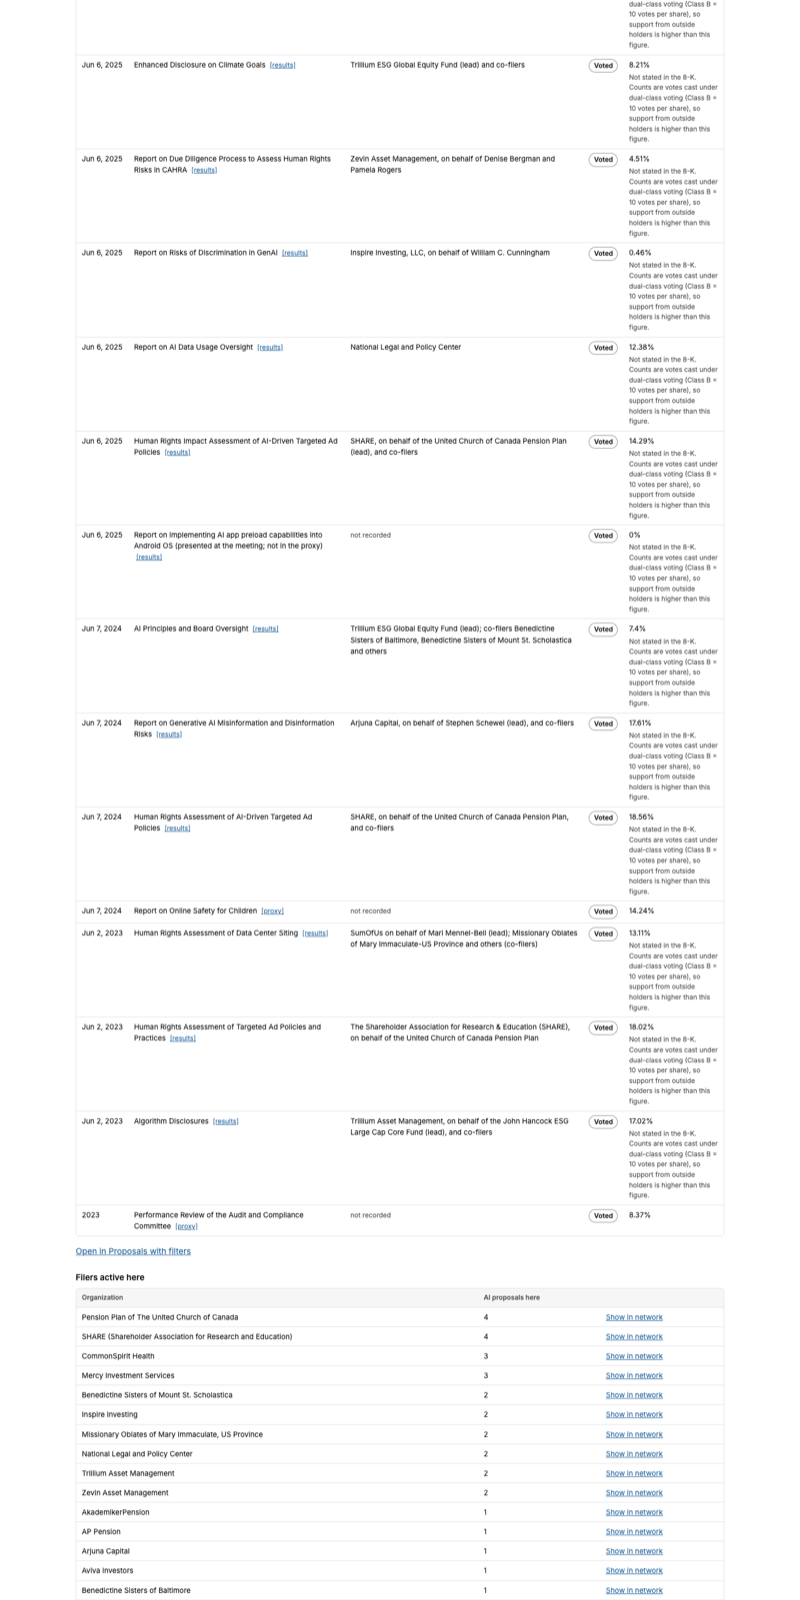 dual-class voting (Class B =
10 votes per share), so
support from outside
holders is higher than this
figure.
Jun 6, 2025 Enhanced Disclosure on Climate Goals [results] Trillium ESG Global Equity Fund (lead) and co-filers Voted 8.21%
Not stated in the 8-K.
Counts are votes cast under
dual-class voting (Class B =
10 votes per share), so
support from outside
holders is higher than this
figure.
Jun 6, 2025 Report on Due Diligence Process to Assess Human Rights Zevin Asset Management, on behalf of Denise Bergman and Voted 4.51%
Risks in CAHRA [results] Pamela Rogers
Not stated in the 8-K.
Counts are votes cast under
dual-class voting (Class B =
10 votes per share), so
support from outside
holders is higher than this
figure.
Jun 6, 2025 Report on Risks of Discrimination in GenAI [results] Inspire Investing, LLC, on behalf of William C. Cunningham Voted 0.46%
Not stated in the 8-K.
Counts are votes cast under
dual-class voting (Class B =
10 votes per share), so
support from outside
holders is higher than this
figure.
Jun 6, 2025 Report on AI Data Usage Oversight [results] National Legal and Policy Center Voted 12.38%
Not stated in the 8-K.
Counts are votes cast under
dual-class voting (Class B =
10 votes per share), so
support from outside
holders is higher than this
figure.
Jun 6, 2025 Human Rights Impact Assessment of AI-Driven Targeted Ad SHARE, on behalf of the United Church of Canada Pension Plan Voted 14.29%
Policies [results] (lead), and co-filers
Not stated in the 8-K.
Counts are votes cast under
dual-class voting (Class B =
10 votes per share), so
support from outside
holders is higher than this
figure.
Jun 6, 2025 Report on implementing AI app preload capabilities into not recorded Voted 0%
Android OS (presented at the meeting; not in the proxy)
[results]
Not stated in the 8-K.
Counts are votes cast under
dual-class voting (Class B =
10 votes per share), so
support from outside
holders is higher than this
figure.
Jun 7, 2024 AI Principles and Board Oversight [results] Trillium ESG Global Equity Fund (lead); co-filers Benedictine Voted 7.4%
Sisters of Baltimore, Benedictine Sisters of Mount St. Scholastica
and others
Not stated in the 8-K.
Counts are votes cast under
dual-class voting (Class B =
10 votes per share), so
support from outside
holders is higher than this
figure.
Jun 7, 2024 Report on Generative AI Misinformation and Disinformation Arjuna Capital, on behalf of Stephen Schewel (lead), and co-filers Voted 17.61%
Risks [results]
Not stated in the 8-K.
Counts are votes cast under
dual-class voting (Class B =
10 votes per share), so
support from outside
holders is higher than this
figure.
Jun 7, 2024 Human Rights Assessment of AI-Driven Targeted Ad SHARE, on behalf of the United Church of Canada Pension Plan, Voted 18.56%
Policies [results] and co-filers
Not stated in the 8-K.
Counts are votes cast under
dual-class voting (Class B =
10 votes per share), so
support from outside
holders is higher than this
figure.
Jun 7, 2024 Report on Online Safety for Children [proxy] not recorded Voted 14.24%
Jun 2, 2023 Human Rights Assessment of Data Center Siting [results] SumOfUs on behalf of Mari Mennel-Bell (lead); Missionary Oblates Voted 13.11%
of Mary Immaculate-US Province and others (co-filers)
Not stated in the 8-K.
Counts are votes cast under
dual-class voting (Class B =
10 votes per share), so
support from outside
holders is higher than this
figure.
Jun 2, 2023 Human Rights Assessment of Targeted Ad Policies and The Shareholder Association for Research & Education (SHARE), Voted 18.02%
Practices [results] on behalf of the United Church of Canada Pension Plan
Not stated in the 8-K.
Counts are votes cast under
dual-class voting (Class B =
10 votes per share), so
support from outside
holders is higher than this
figure.
Jun 2, 2023 Algorithm Disclosures [results] Trillium Asset Management, on behalf of the John Hancock ESG Voted 17.02%
Large Cap Core Fund (lead), and co-filers
Not stated in the 8-K.
Counts are votes cast under
dual-class voting (Class B =
10 votes per share), so
support from outside
holders is higher than this
figure.
2023 Performance Review of the Audit and Compliance not recorded Voted 8.37%
Committee [proxy]
Open in Proposals with filters
Filers active here
Organization AI proposals here
Pension Plan of The United Church of Canada 4 Show in network
SHARE (Shareholder Association for Research and Education) 4 Show in network
CommonSpirit Health 3 Show in network
Mercy Investment Services 3 Show in network
Benedictine Sisters of Mount St. Scholastica 2 Show in network
Inspire Investing 2 Show in network
Missionary Oblates of Mary Immaculate, US Province 2 Show in network
National Legal and Policy Center 2 Show in network
Trillium Asset Management 2 Show in network
Zevin Asset Management 2 Show in network
AkademikerPension 1 Show in network
AP Pension 1 Show in network
Arjuna Capital 1 Show in network
Aviva Investors 1 Show in network
Benedictine Sisters of Baltimore 1 Show in network